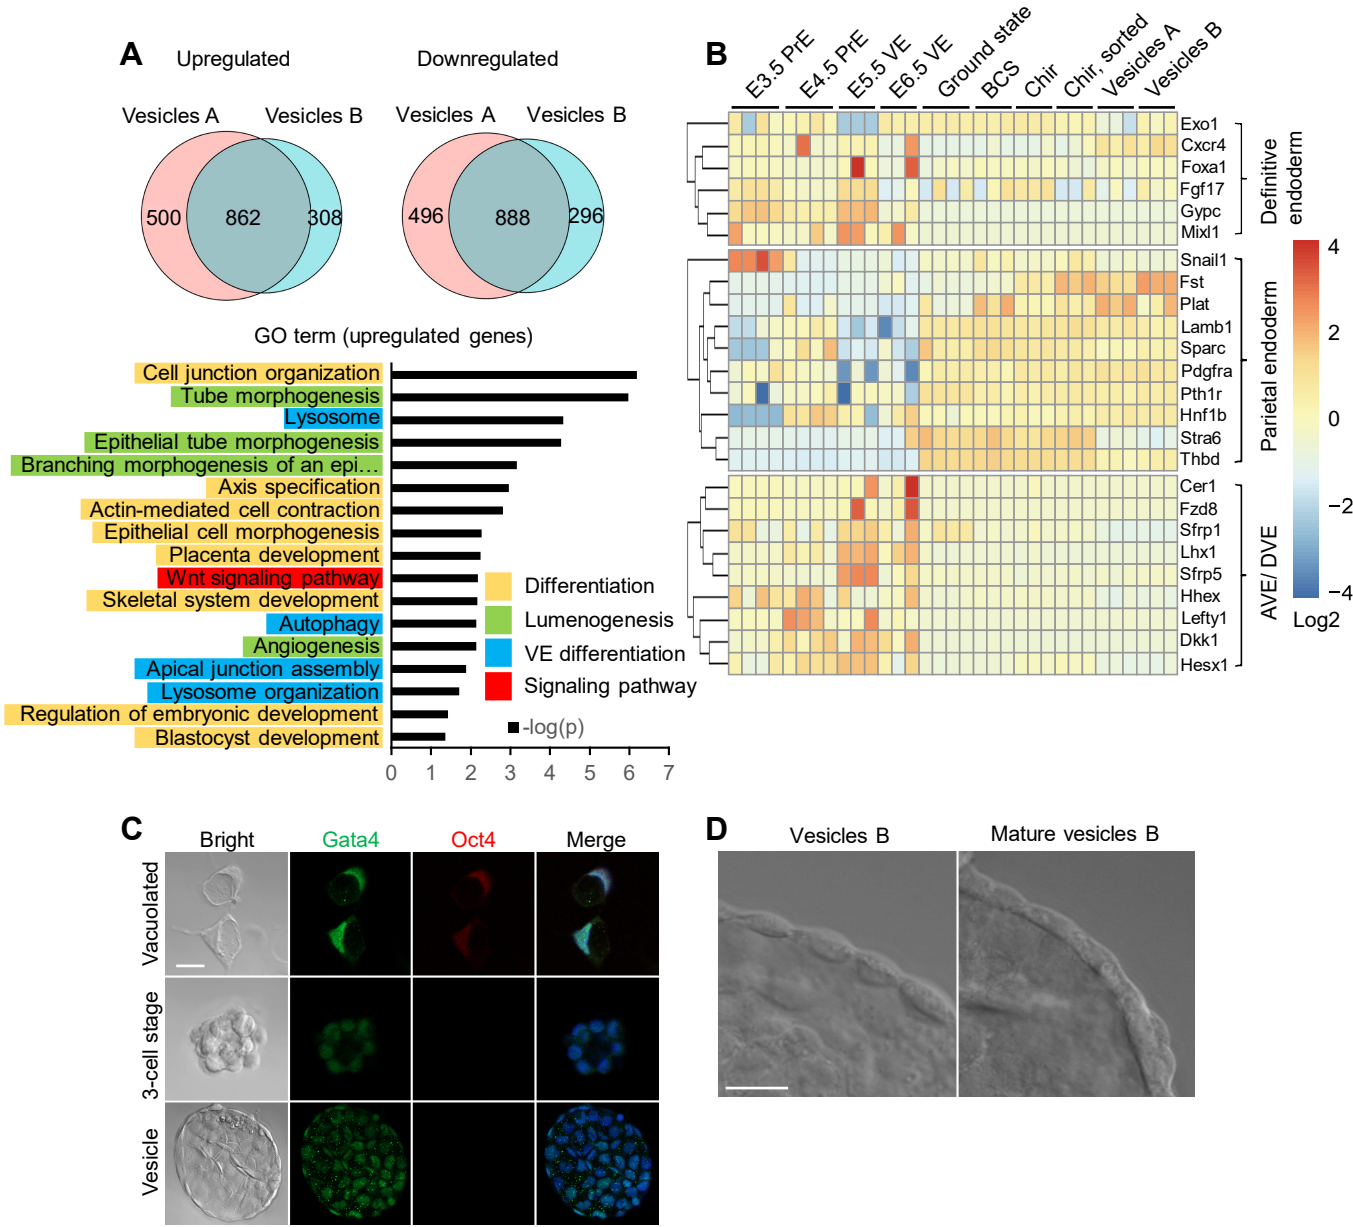 A
Upregulated
Downregulated
Vesicles A
Vesicles B
Vesicles A
Vesicles B
500
862
308
496
888
296
GO term (upregulated genes)
Cell junction organization
Tube morphogenesis
Lysosome
Epithelial tube morphogenesis
Branching morphogenesis of an epi…
Axis specification
Actin-mediated cell contraction
Epithelial cell morphogenesis
Placenta development
Wnt signaling pathway
Skeletal system development
Autophagy
Angiogenesis
Apical junction assembly
Lysosome organization
Regulation of embryonic development
Blastocyst development
Differentiation
Lumenogenesis
VE differentiation
Signaling pathway
-log(p)
0 1 2 3 4 5 6 7
B
E3.5 PrE
E4.5 PrE
E5.5 VE
E6.5 VE
Ground state
BCS
Chir
Chir, sorted
Vesicles A
Vesicles B
Exo1
Cxcr4
Foxa1
Fgf17
Gypc
Mixl1
Definitive
endoderm
Snail1
Fst
Plat
Lamb1
Sparc
Pdgfra
Pth1r
Hnf1b
Stra6
Thbd
Parietal endoderm
Cer1
Fzd8
Sfrp1
Lhx1
Sfrp5
Hhex
Lefty1
Dkk1
Hesx1
AVE/ DVE
4
2
0
−2
−4
Log2
C
Bright
Gata4
Oct4
Merge
Vacuolated
3-cell stage
Vesicle
D
Vesicles B
Mature vesicles B